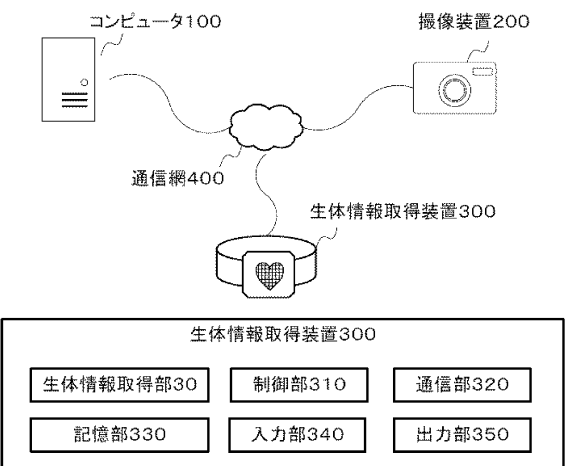 コンピュータ100
撮像装置200
通信網400
生体情報取得装置300
生体情報取得装置300
生体情報取得部30
制御部310
通信部320
記憶部330
入力部340
出力部350